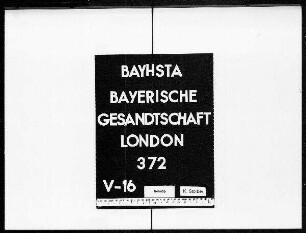 BAYHSTA
BAYERISCHE
GESANDTSCHAFT
LONDON
372
V-16